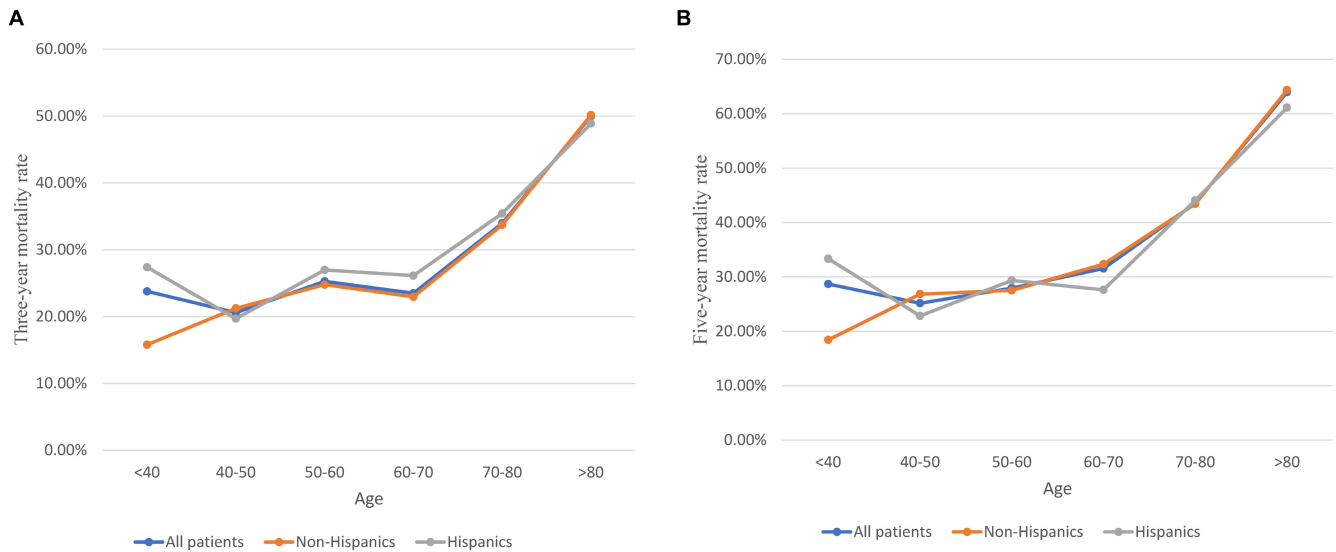 A
60.00%
50.00%
40.00%
30.00%
20.00%
10.00%
0.00%
Three-year mortality rate
<40 40-50 50-60 60-70 70-80 >80
Age
All patients Non-Hispanics Hispanics
B
70.00%
60.00%
50.00%
40.00%
30.00%
20.00%
10.00%
0.00%
Five-year mortality rate
<40 40-50 50-60 60-70 70-80 >80
Age
All patients Non-Hispanics Hispanics